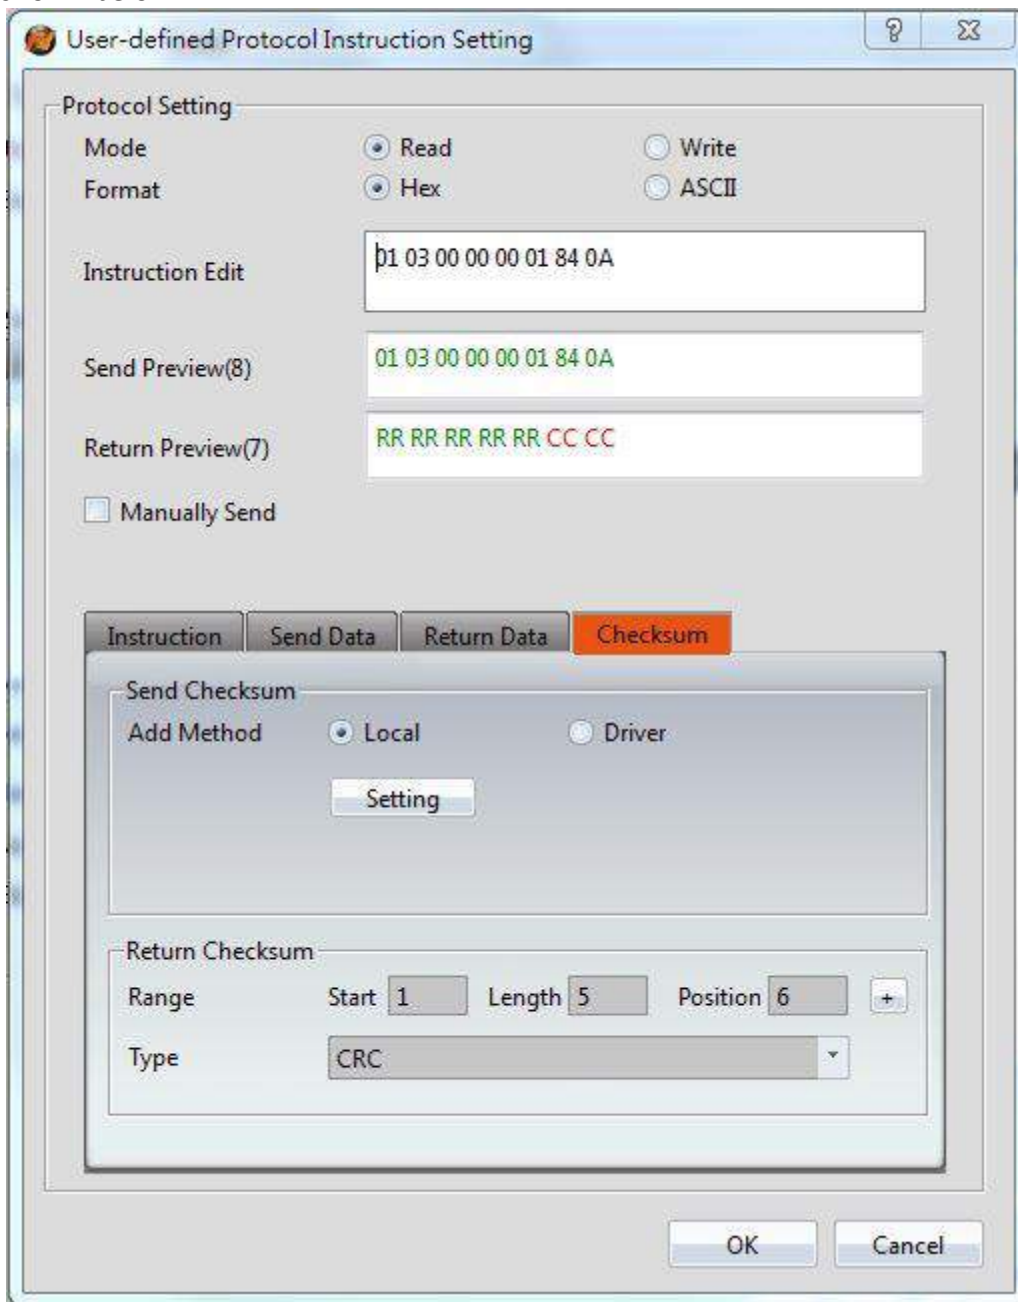 User-defined Protocol Instruction Setting
Protocol Setting
Mode Read Write
Format Hex ASCII
Instruction Edit 01 03 00 00 00 01 84 0A
Send Preview(8) 01 03 00 00 00 01 84 0A
Return Preview(7) RR RR RR RR RR CC CC
Manually Send
Instruction Send Data Return Data Checksum
Send Checksum
Add Method Local Driver
Setting
Return Checksum
Range Start 1 Length 5 Position 6 +
Type CRC
OK Cancel